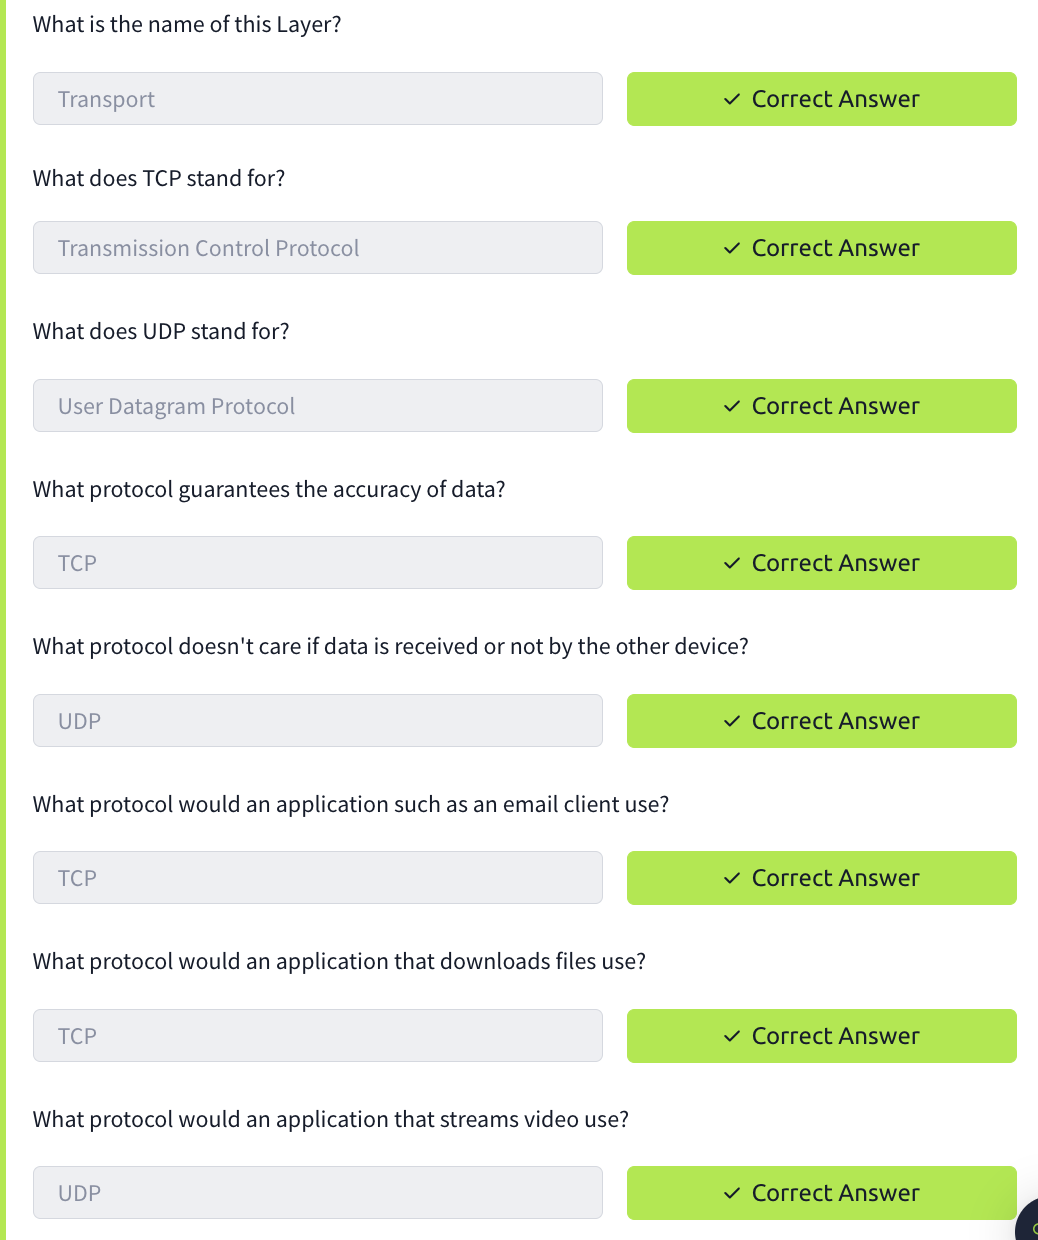 What is the name of this Layer?
Transport
✓ Correct Answer
What does TCP stand for?
Transmission Control Protocol
✓ Correct Answer
What does UDP stand for?
User Datagram Protocol
✓ Correct Answer
What protocol guarantees the accuracy of data?
TCP
✓ Correct Answer
What protocol doesn't care if data is received or not by the other device?
UDP
✓ Correct Answer
What protocol would an application such as an email client use?
TCP
✓ Correct Answer
What protocol would an application that downloads files use?
TCP
✓ Correct Answer
What protocol would an application that streams video use?
UDP
✓ Correct Answer